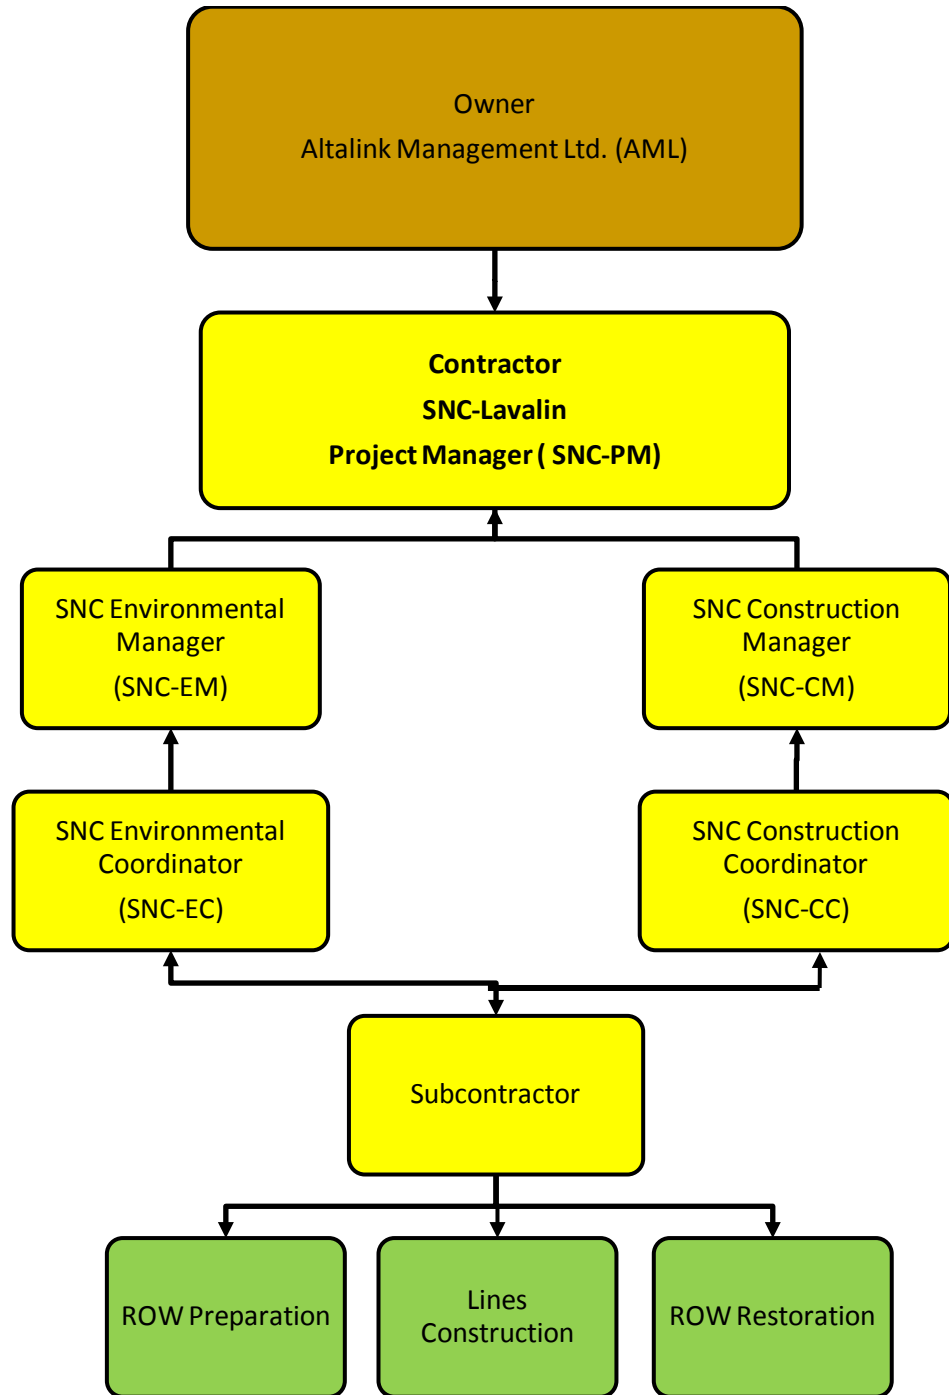 Owner
Altalink Management Ltd. (AML)
Contractor
SNC-Lavalin
Project Manager ( SNC-PM)
SNC Environmental
Manager
(SNC-EM)
SNC Construction
Manager
(SNC-CM)
SNC Environmental
Coordinator
(SNC-EC)
SNC Construction
Coordinator
(SNC-CC)
Subcontractor
ROW Preparation
Lines
Construction
ROW Restoration